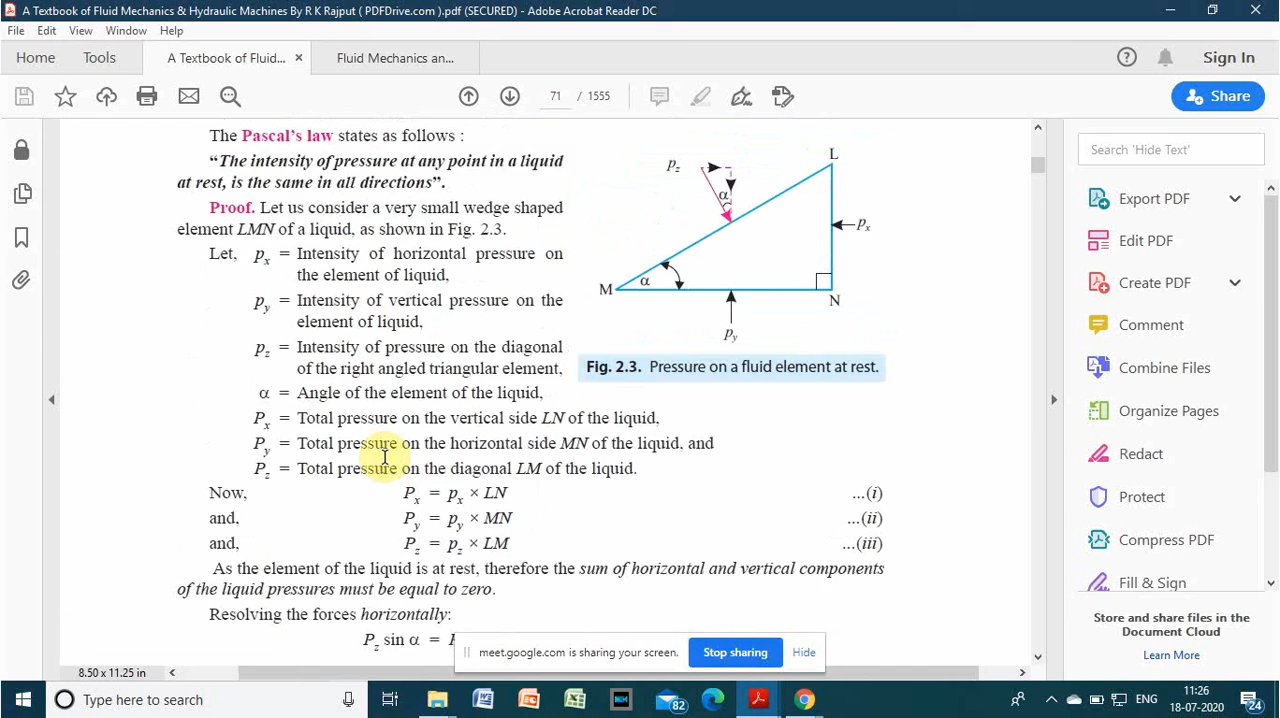 A Textbook of Fluid Mechanics & Hydraulic Machines By R K Rajput ( PDFDrive.com ).pdf (SECURED) - Adobe Acrobat Reader DC
File Edit View Window Help
Home Tools A Textbook of Fluid... × Fluid Mechanics an... Sign In
71 / 1555 Share
The Pascal's law states as follows :
"The intensity of pressure at any point in a liquid
at rest, is the same in all directions".
Proof. Let us consider a very small wedge shaped
element LMN of a liquid, as shown in Fig. 2.3.
Let, px = Intensity of horizontal pressure on
the element of liquid,
py = Intensity of vertical pressure on the
element of liquid,
pz = Intensity of pressure on the diagonal
of the right angled triangular element,
α = Angle of the element of the liquid,
Px = Total pressure on the vertical side LN of the liquid,
Py = Total pressure on the horizontal side MN of the liquid, and
Pz = Total pressure on the diagonal LM of the liquid.
Now, Px = px × LN ...(i)
and, Py = py × MN ...(ii)
and, Pz = pz × LM ...(iii)
As the element of the liquid is at rest, therefore the sum of horizontal and vertical components
of the liquid pressures must be equal to zero.
Resolving the forces horizontally:
Pz sin α = P
L
pz
α
px
M
α
N
py
Fig. 2.3. Pressure on a fluid element at rest.
Search 'Hide Text'
Export PDF
Edit PDF
Create PDF
Comment
Combine Files
Organize Pages
Redact
Protect
Compress PDF
Fill & Sign
Store and share files in the
Document Cloud
Learn More
meet.google.com is sharing your screen. Stop sharing Hide
8.50 x 11.25 in
Type here to search
82
ENG
11:26
18-07-2020
24